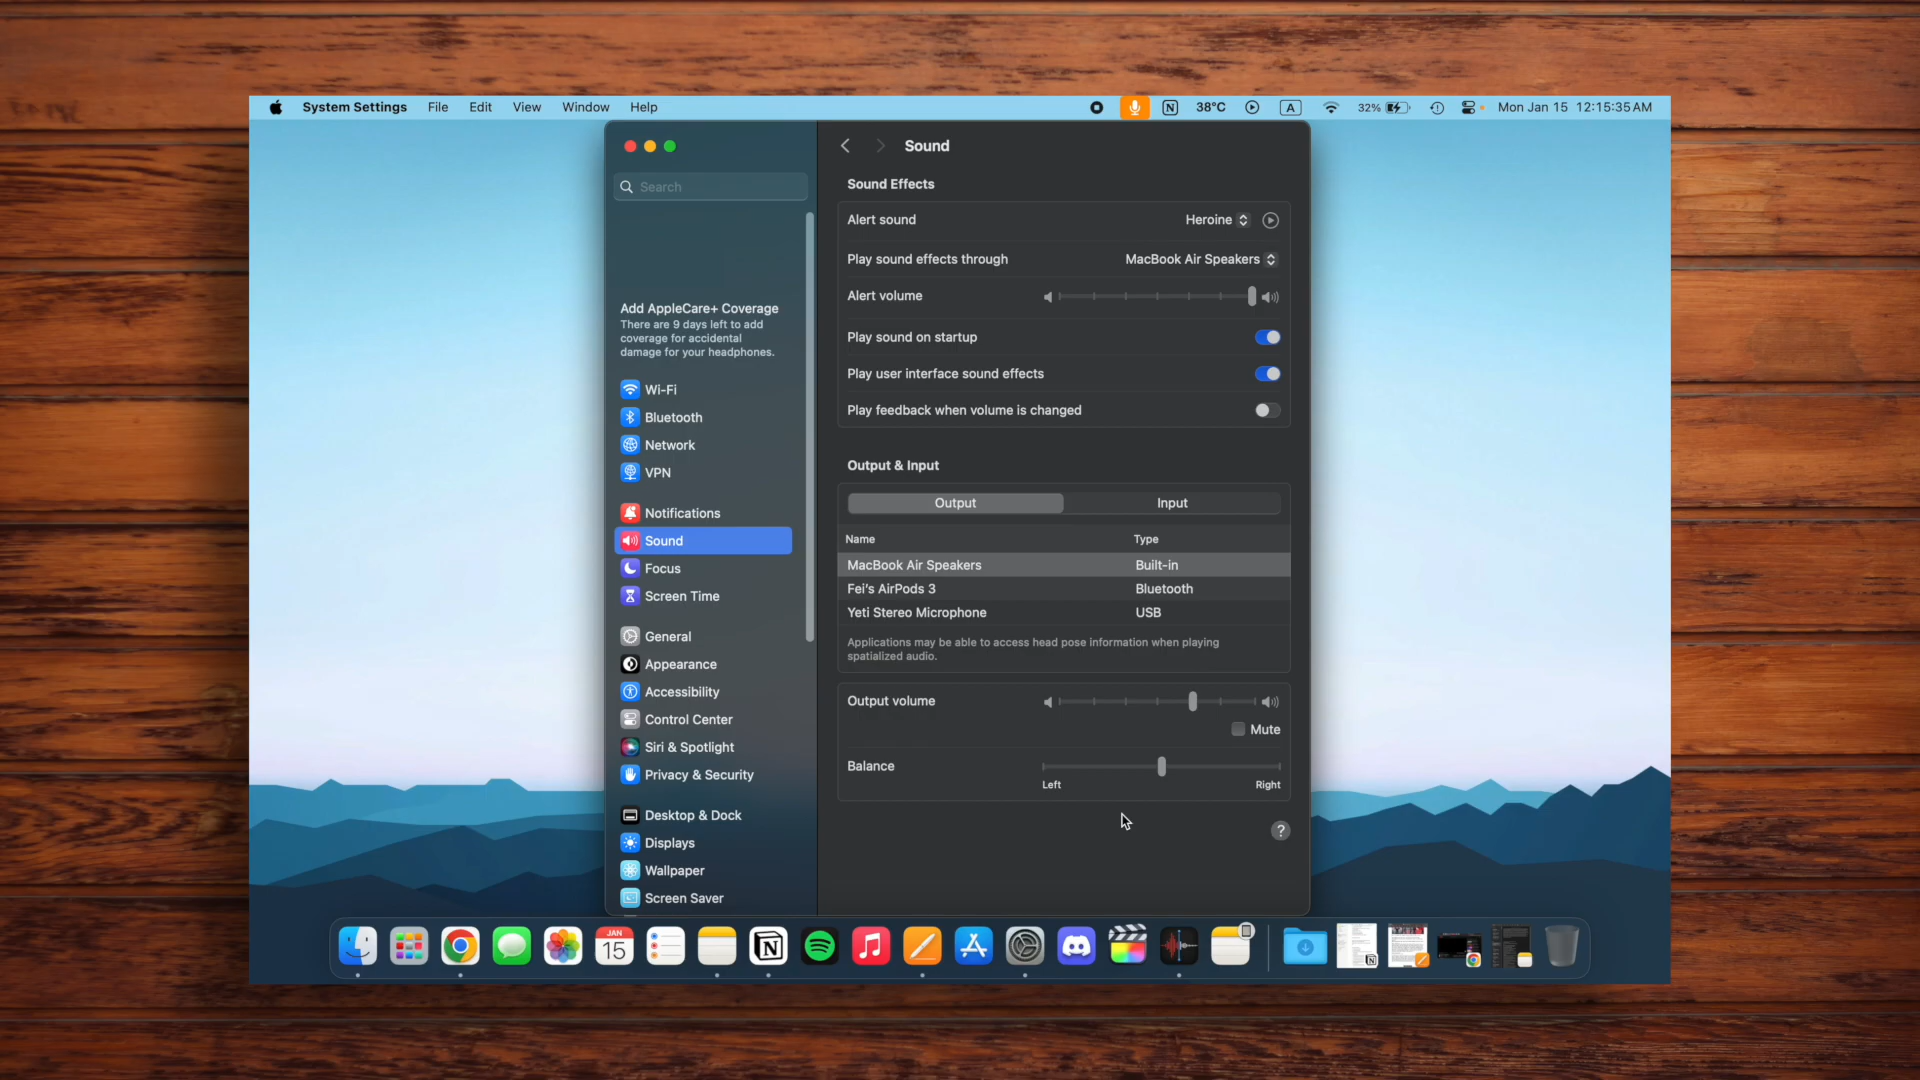 System Settings File Edit View Window Help
N 38°C A 32% Mon Jan 15 12:15:35 AM
Search
Add AppleCare+ Coverage
There are 9 days left to add
coverage for accidental
damage for your headphones.
Wi-Fi
Bluetooth
Network
VPN
Notifications
Sound
Focus
Screen Time
General
Appearance
Accessibility
Control Center
Siri & Spotlight
Privacy & Security
Desktop & Dock
Displays
Wallpaper
Screen Saver
Sound
Sound Effects
Alert sound Heroine
Play sound effects through MacBook Air Speakers
Alert volume
Play sound on startup
Play user interface sound effects
Play feedback when volume is changed
Output & Input
Output Input
Name Type
MacBook Air Speakers Built-in
Fei's AirPods 3 Bluetooth
Yeti Stereo Microphone USB
Applications may be able to access head pose information when playing
spatialized audio.
Output volume
Mute
Balance
Left Right
?
JAN
15
N